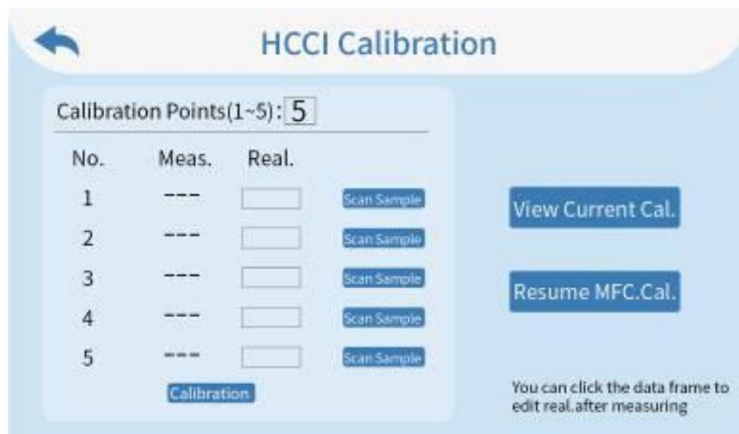 HCCI Calibration
Calibration Points(1~5): 5
No. Meas. Real.
1 --- Scan Sample
2 --- Scan Sample
3 --- Scan Sample
4 --- Scan Sample
5 --- Scan Sample
Calibration
View Current Cal.
Resume MFC.Cal.
You can click the data frame to
edit real.after measuring